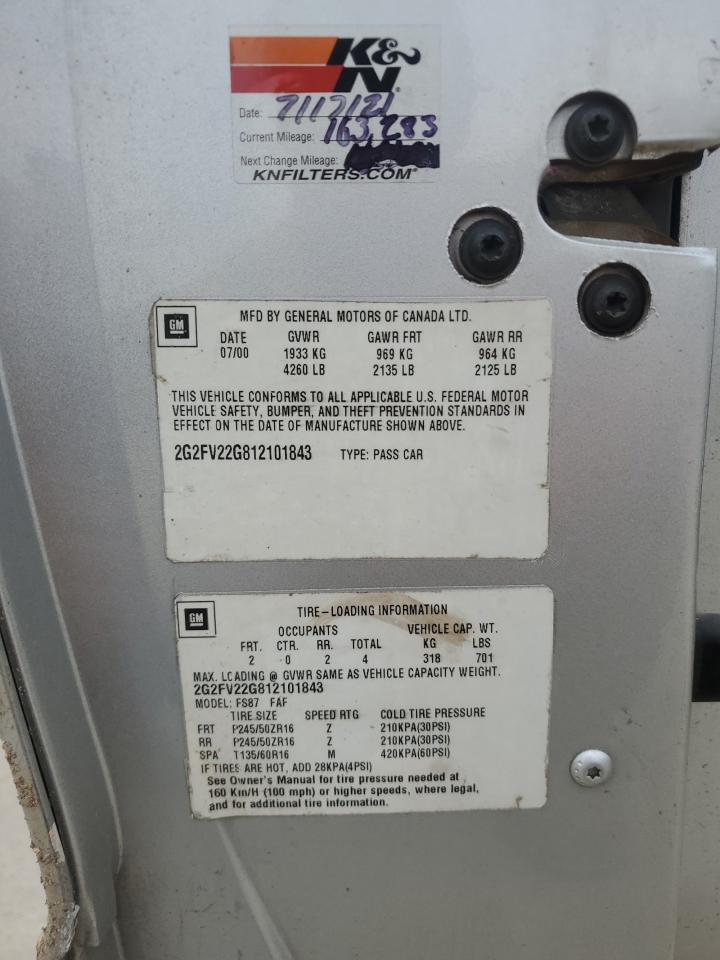 K&N®
Date: 7/17/21
Current Mileage: 163,283
Next Change Mileage:
KNFILTERS.COM®
GM
MFD BY GENERAL MOTORS OF CANADA LTD.
DATE GVWR GAWR FRT GAWR RR
07/00 1933 KG 969 KG 964 KG
4260 LB 2135 LB 2125 LB
THIS VEHICLE CONFORMS TO ALL APPLICABLE U.S. FEDERAL MOTOR
VEHICLE SAFETY, BUMPER, AND THEFT PREVENTION STANDARDS IN
EFFECT ON THE DATE OF MANUFACTURE SHOWN ABOVE.
2G2FV22G812101843 TYPE: PASS CAR
GM
TIRE-LOADING INFORMATION
OCCUPANTS VEHICLE CAP. WT.
FRT. CTR. RR. TOTAL KG LBS
2 0 2 4 318 701
MAX. LOADING @ GVWR SAME AS VEHICLE CAPACITY WEIGHT.
2G2FV22G812101843
MODEL: FS87 FAF
TIRE SIZE SPEED RTG COLD TIRE PRESSURE
FRT P245/50ZR16 Z 210KPA(30PSI)
RR P245/50ZR16 Z 210KPA(30PSI)
SPA T135/60R16 M 420KPA(60PSI)
IF TIRES ARE HOT, ADD 28KPA(4PSI)
See Owner's Manual for tire pressure needed at
160 Km/H (100 mph) or higher speeds, where legal,
and for additional tire information.